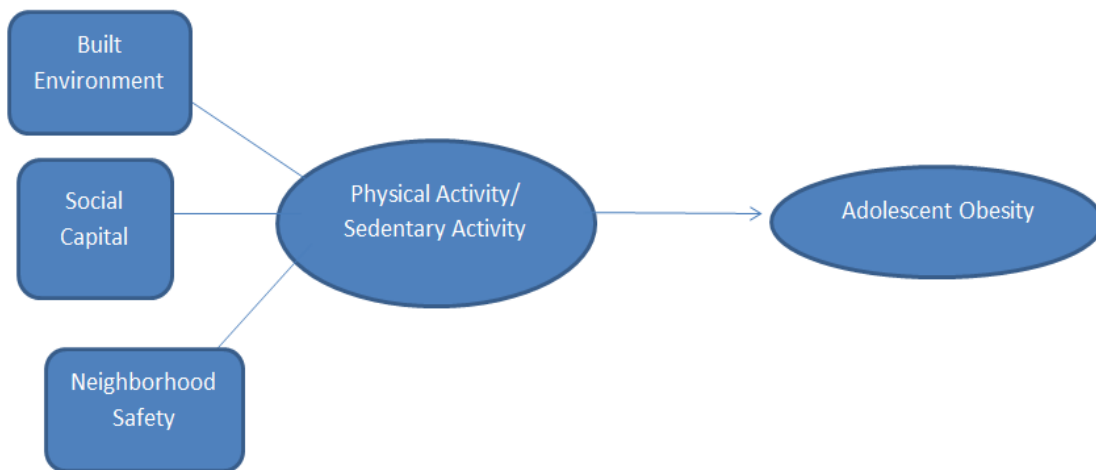 Built
Environment
Social
Capital
Neighborhood
Safety
Physical Activity/
Sedentary Activity
Adolescent Obesity